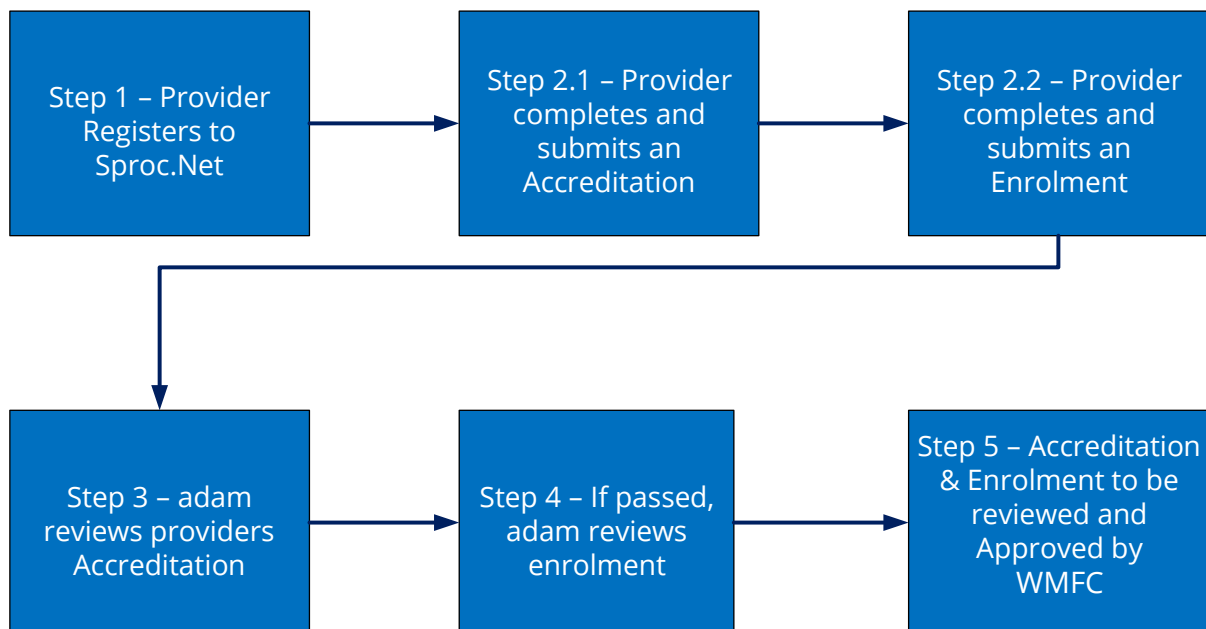 Step 1 – Provider
Registers to
Sproc.Net
Step 2.1 – Provider
completes and
submits an
Accreditation
Step 2.2 – Provider
completes and
submits an
Enrolment
Step 3 – adam
reviews providers
Accreditation
Step 4 – If passed,
adam reviews
enrolment
Step 5 – Accreditation
& Enrolment to be
reviewed and
Approved by
WMFC